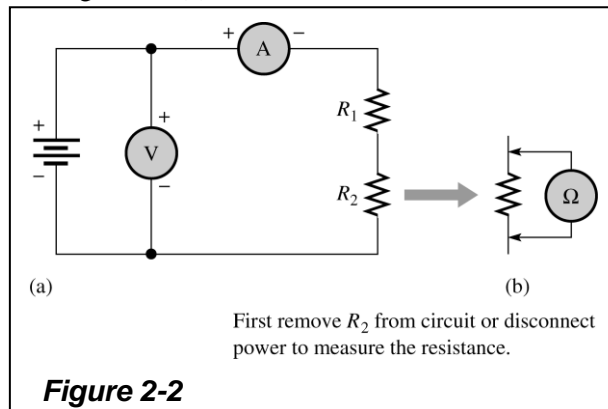 + A −
+
R1
+ V −
+ −
R2
Ω
(a)
(b)
First remove R2 from circuit or disconnect
power to measure the resistance.
Figure 2-2